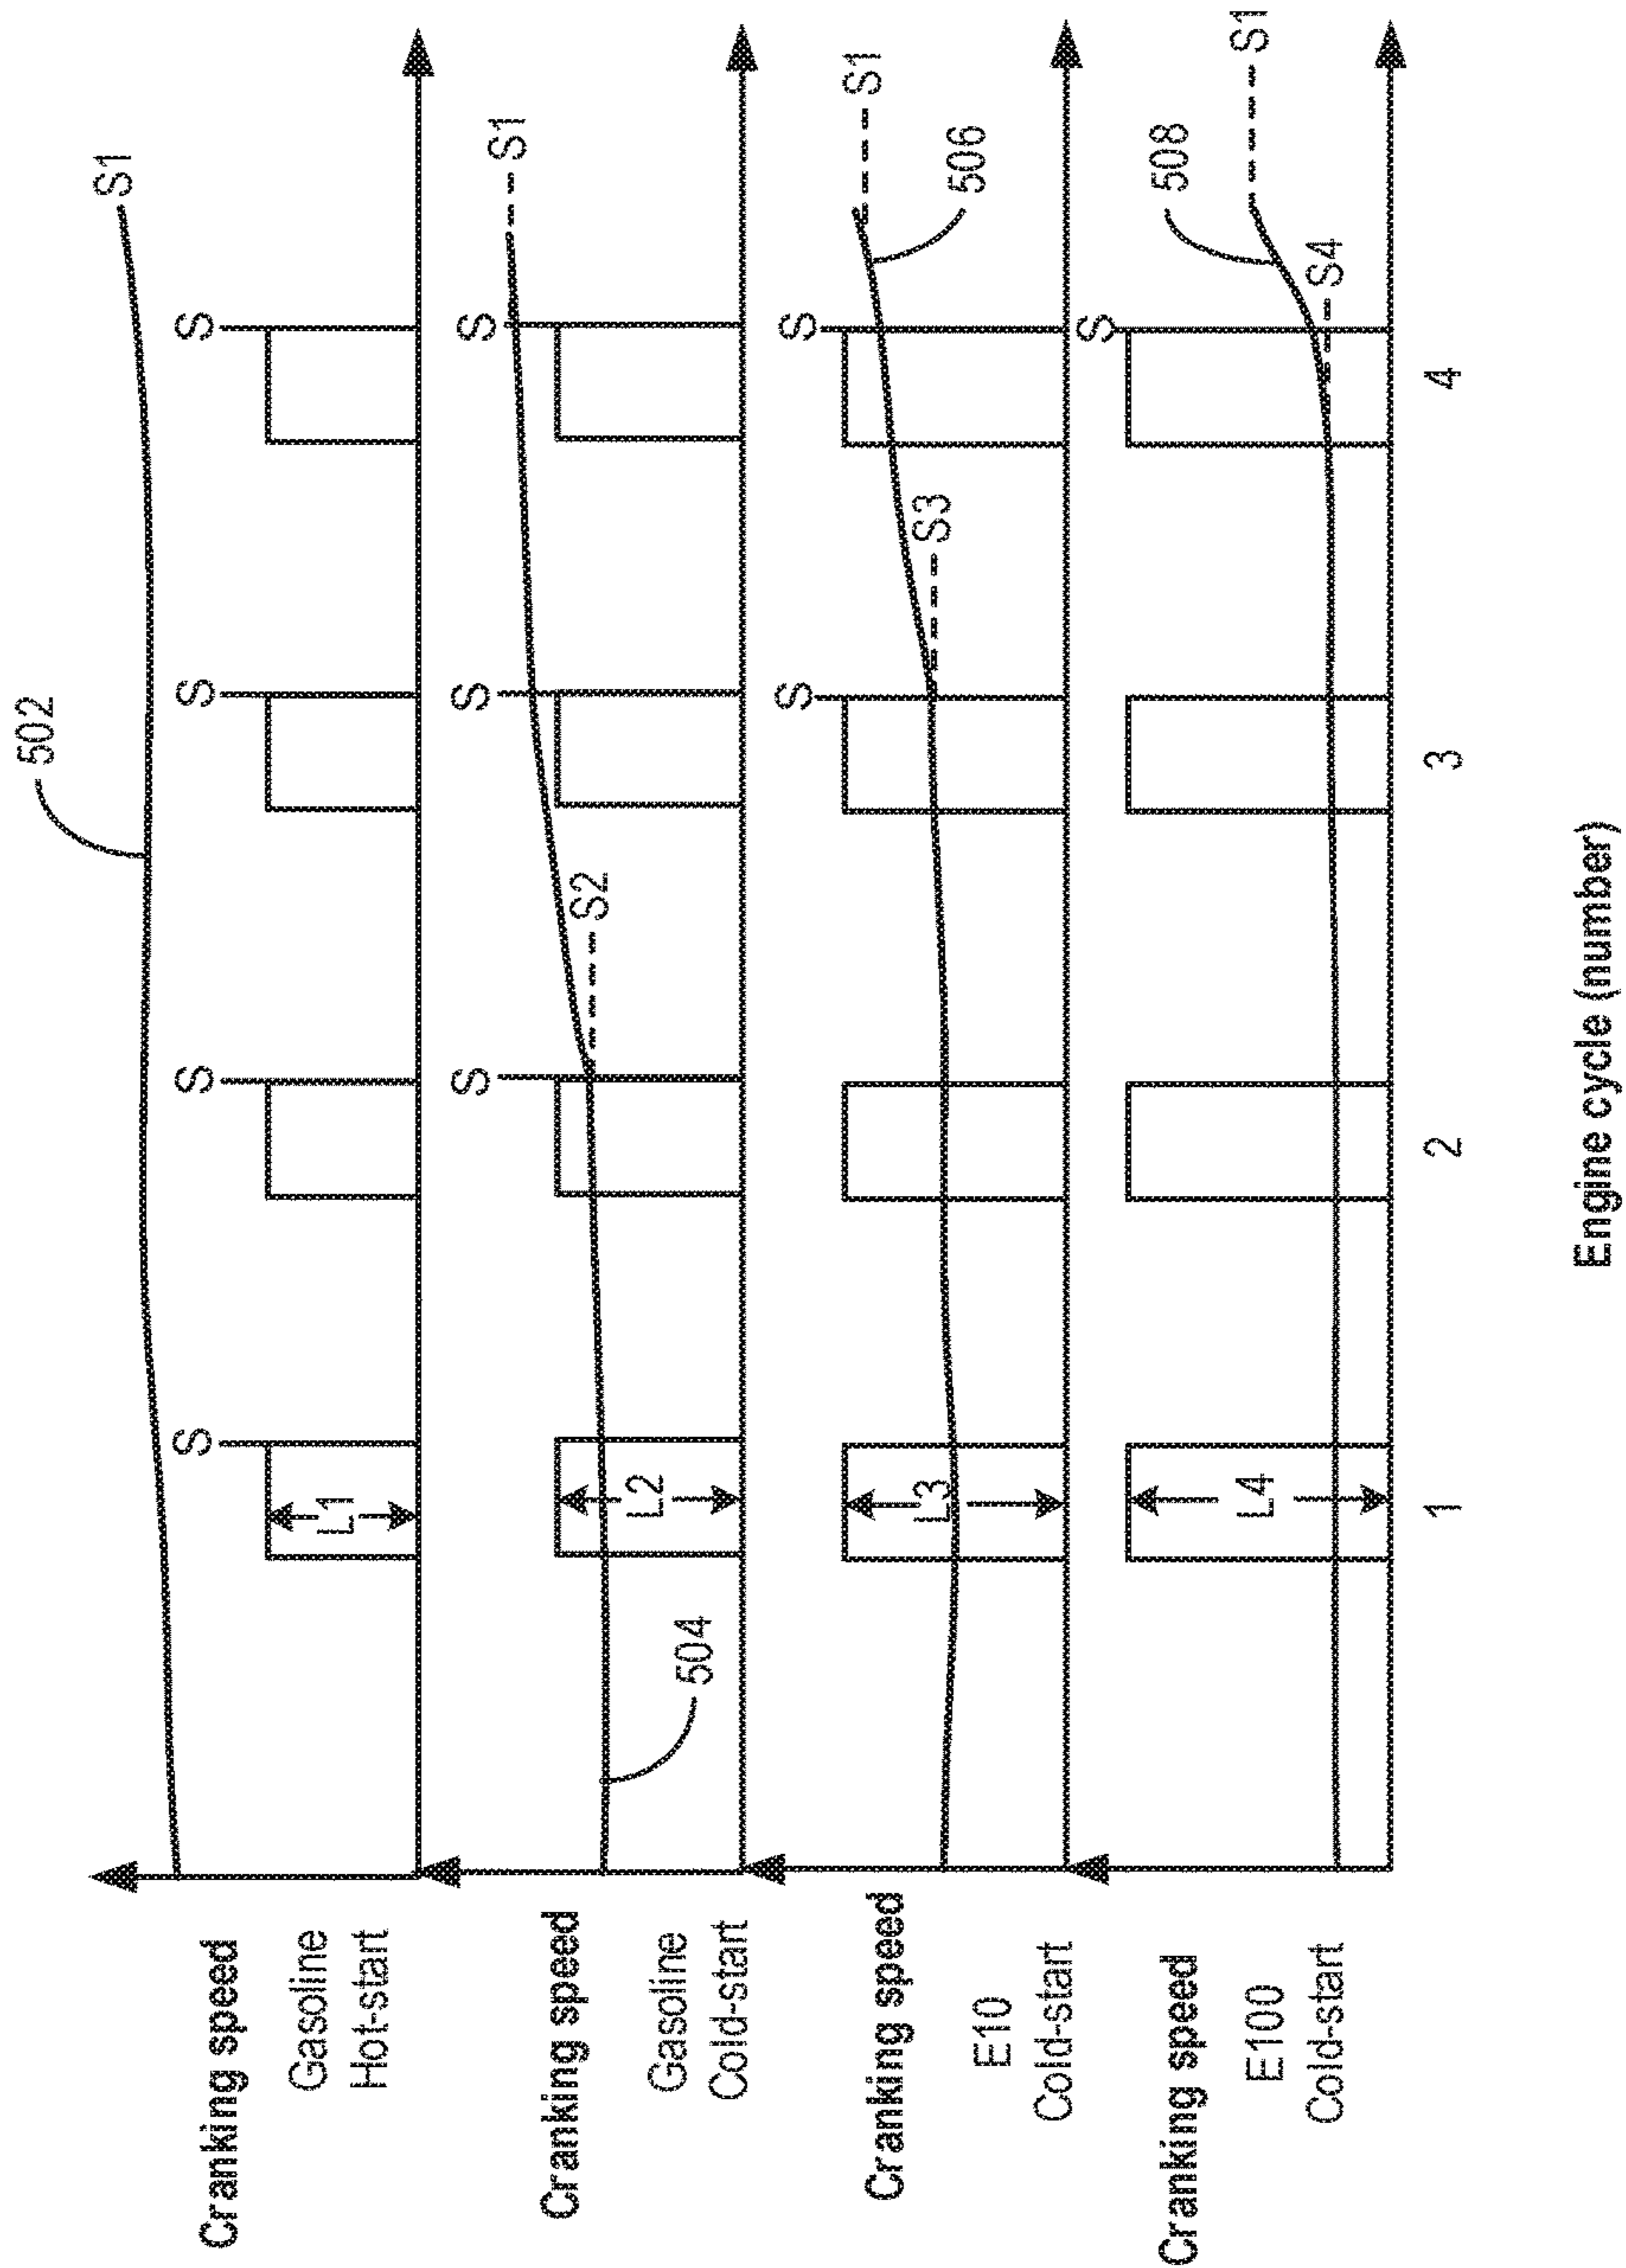 502
S1
Cranking speed
Gasoline
Hot-start
S S S S
L1
S1
Cranking speed
Gasoline
Cold-start
S S S
S2
L2
504
S1
Cranking speed
E10
Cold-start
S S
506
S3
L3
S1
Cranking speed
E100
Cold-start
S
508
S4
L4
1 2 3 4
Engine cycle (number)